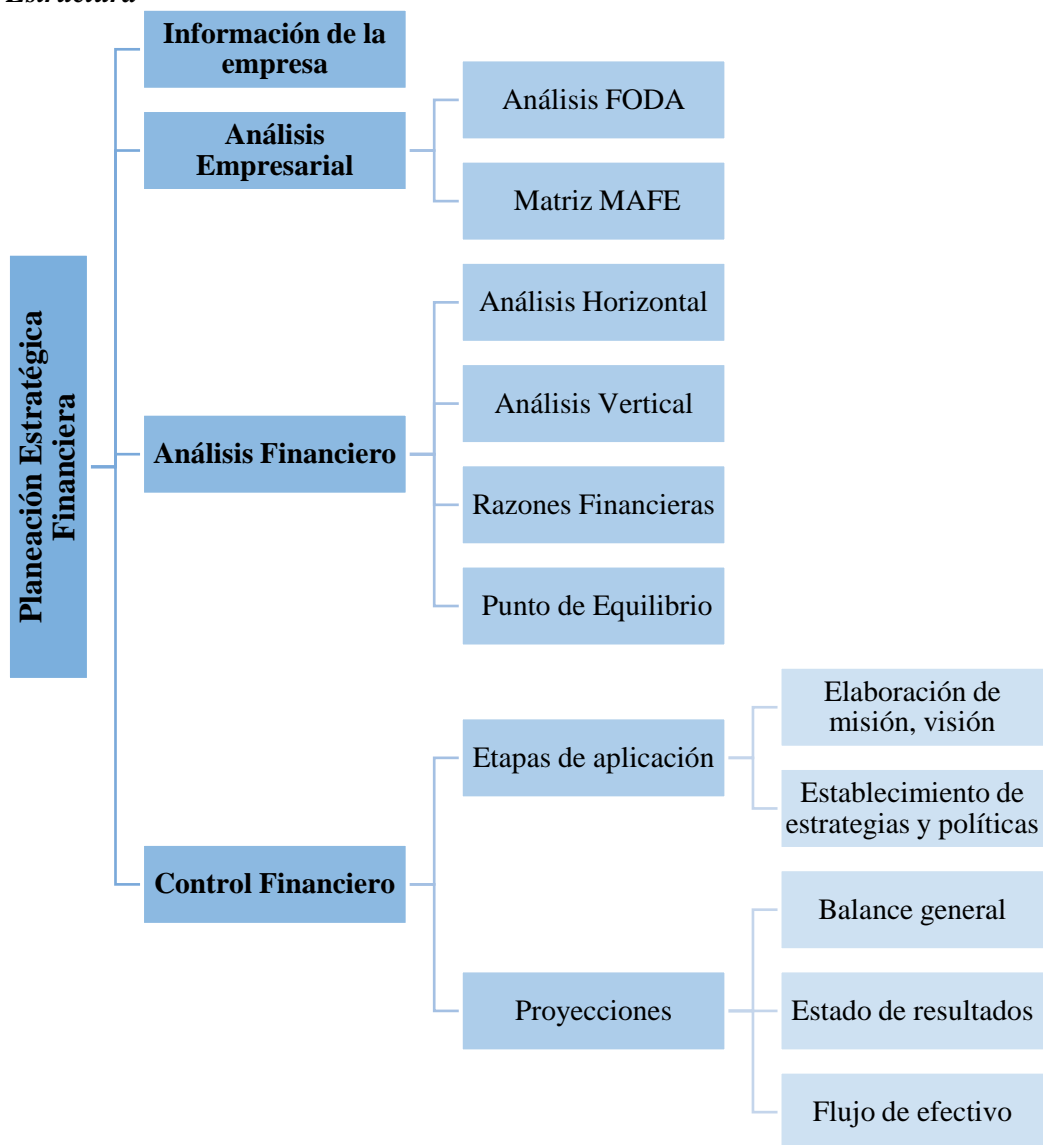 Estructura
Información de la
empresa
Análisis
Empresarial
Análisis FODA
Matriz MAFE
Planeación Estratégica
Financiera
Análisis Financiero
Análisis Horizontal
Análisis Vertical
Razones Financieras
Punto de Equilibrio
Control Financiero
Etapas de aplicación
Elaboración de
misión, visión
Establecimiento de
estrategias y políticas
Proyecciones
Balance general
Estado de resultados
Flujo de efectivo